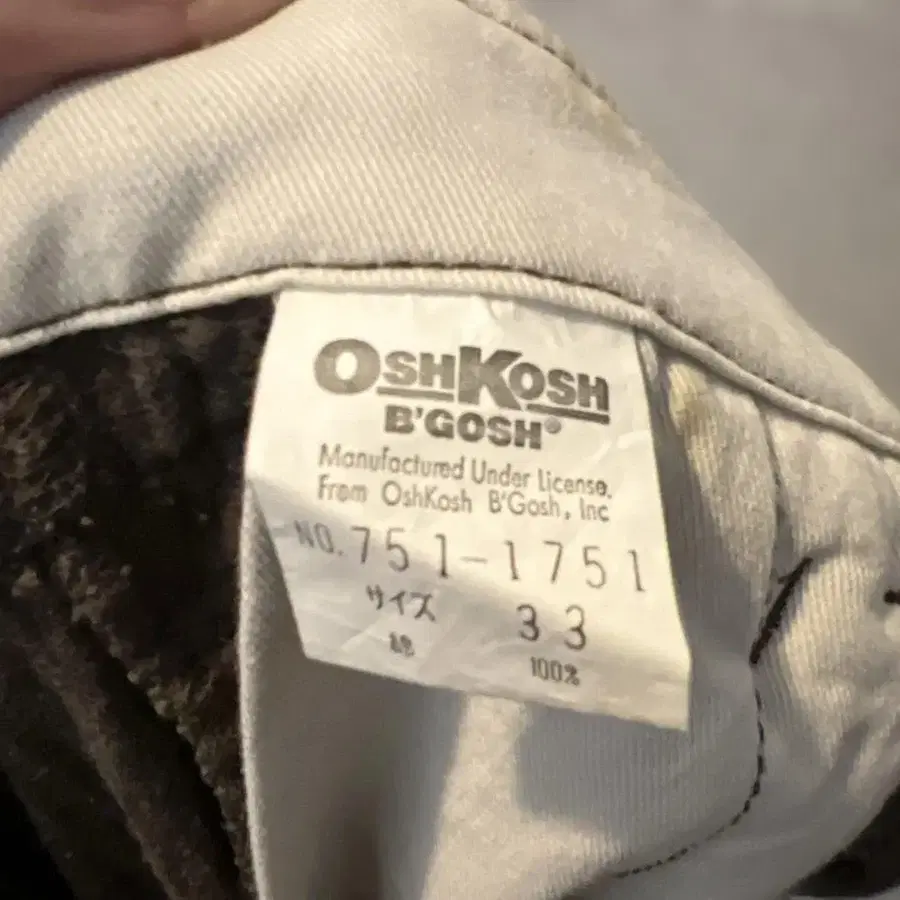 OSHKOSH
B'GOSH®
Manufactured Under License.
From OshKosh B'Gosh, Inc
NO. 751-1751
サイズ 33
綿 100%